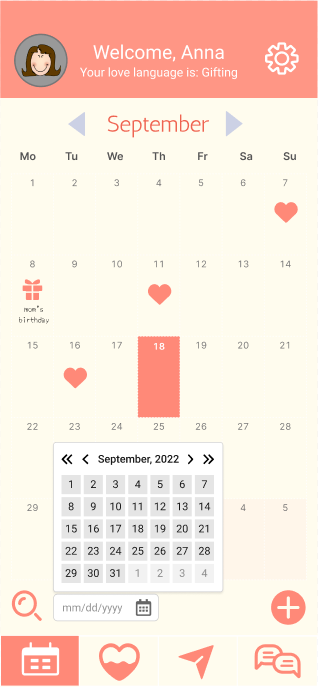 Welcome, Anna
Your love language is: Gifting
September
Mo Tu We Th Fr Sa Su
1 2 3 4 5 6 7
8 9 10 11 12 13 14
mom's
birthday
15 16 17 18 19 20 21
22 23 24 25 26 27 28
29 4 5
September, 2022
1 2 3 4 5 6 7
8 9 10 11 12 13 14
15 16 17 18 19 20 21
22 23 24 25 26 27 28
29 30 31 1 2 3 4
mm/dd/yyyy